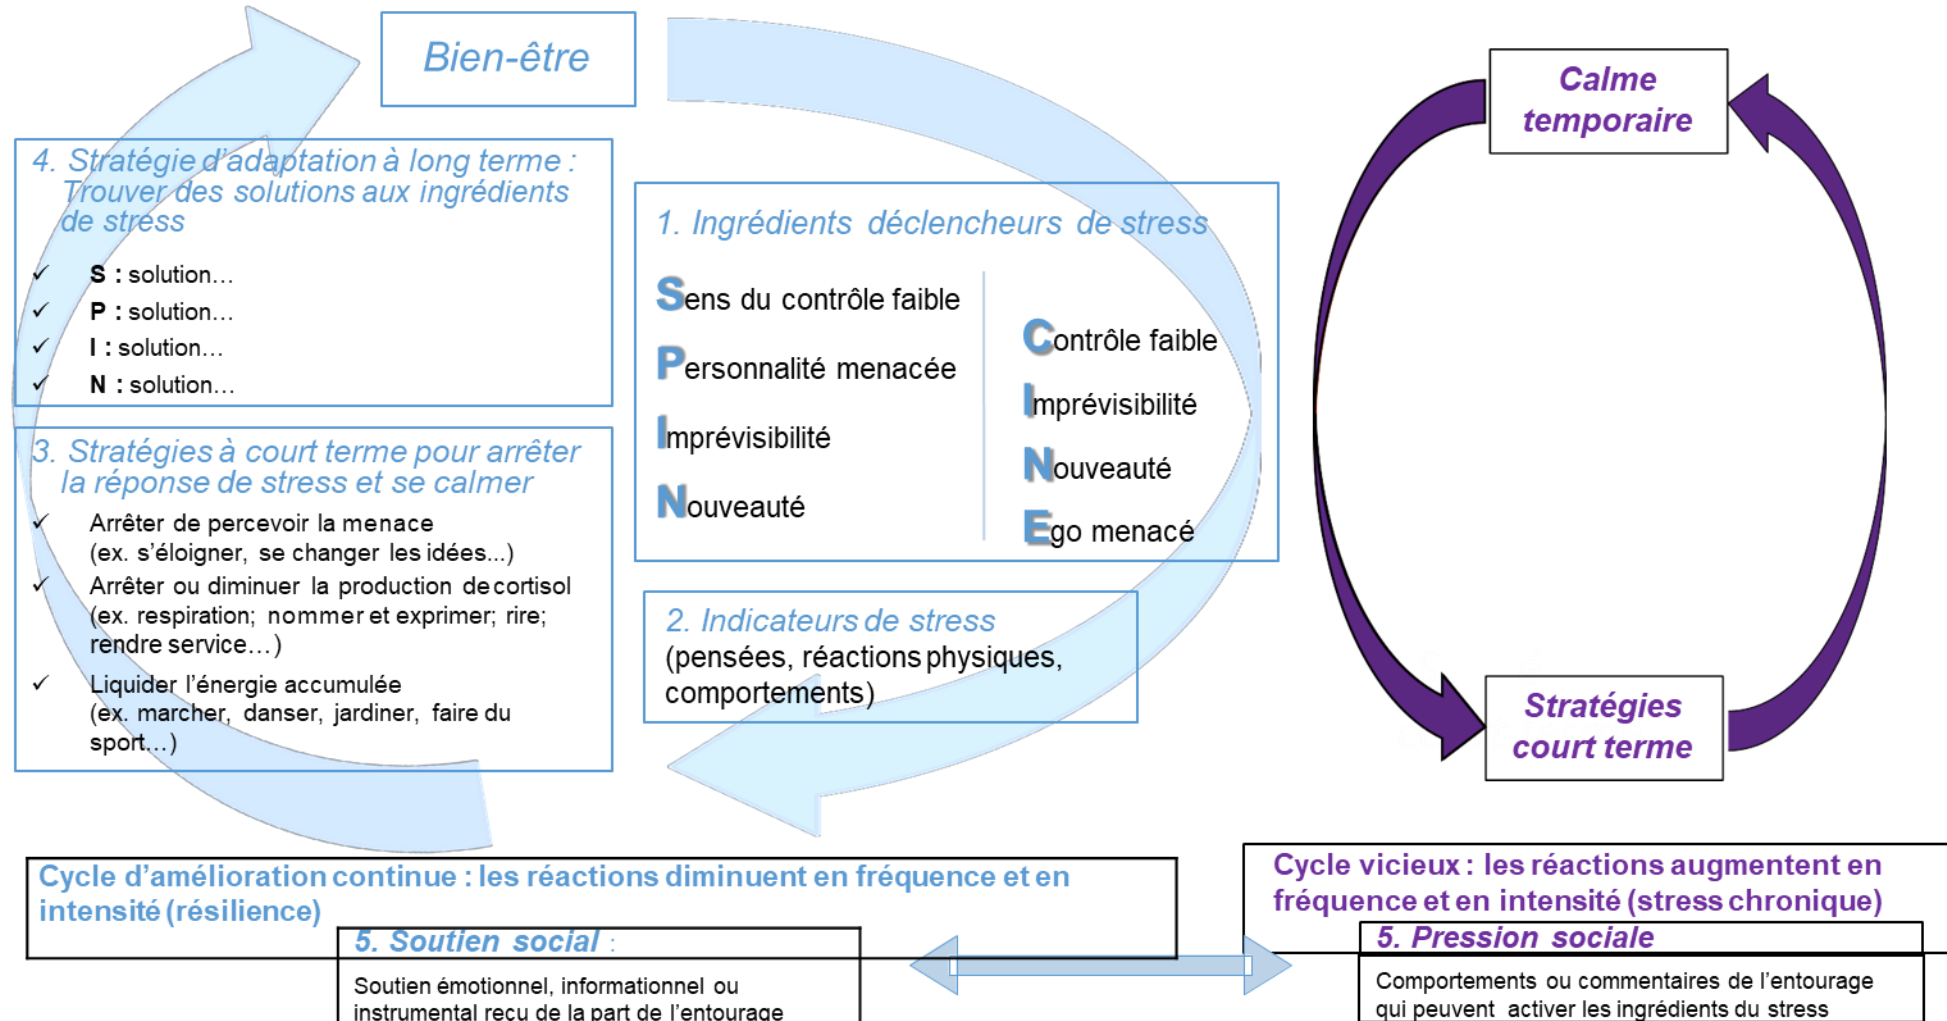 Bien-être
4. Stratégie d'adaptation à long terme :
Trouver des solutions aux ingrédients
de stress
✓ S : solution…
✓ P : solution…
✓ I : solution…
✓ N : solution…
3. Stratégies à court terme pour arrêter
la réponse de stress et se calmer
✓ Arrêter de percevoir la menace
(ex. s'éloigner, se changer les idées...)
✓ Arrêter ou diminuer la production de cortisol
(ex. respiration; nommer et exprimer; rire;
rendre service…)
✓ Liquider l'énergie accumulée
(ex. marcher, danser, jardiner, faire du
sport…)
1. Ingrédients déclencheurs de stress
Sens du contrôle faible
Personnalité menacée
Imprévisibilité
Nouveauté
Contrôle faible
Imprévisibilité
Nouveauté
Ego menacé
2. Indicateurs de stress
(pensées, réactions physiques,
comportements)
Calme
temporaire
Stratégies
court terme
Cycle d'amélioration continue : les réactions diminuent en fréquence et en
intensité (résilience)
5. Soutien social :
Soutien émotionnel, informationnel ou
instrumental reçu de la part de l'entourage
Cycle vicieux : les réactions augmentent en
fréquence et en intensité (stress chronique)
5. Pression sociale
Comportements ou commentaires de l'entourage
qui peuvent activer les ingrédients du stress